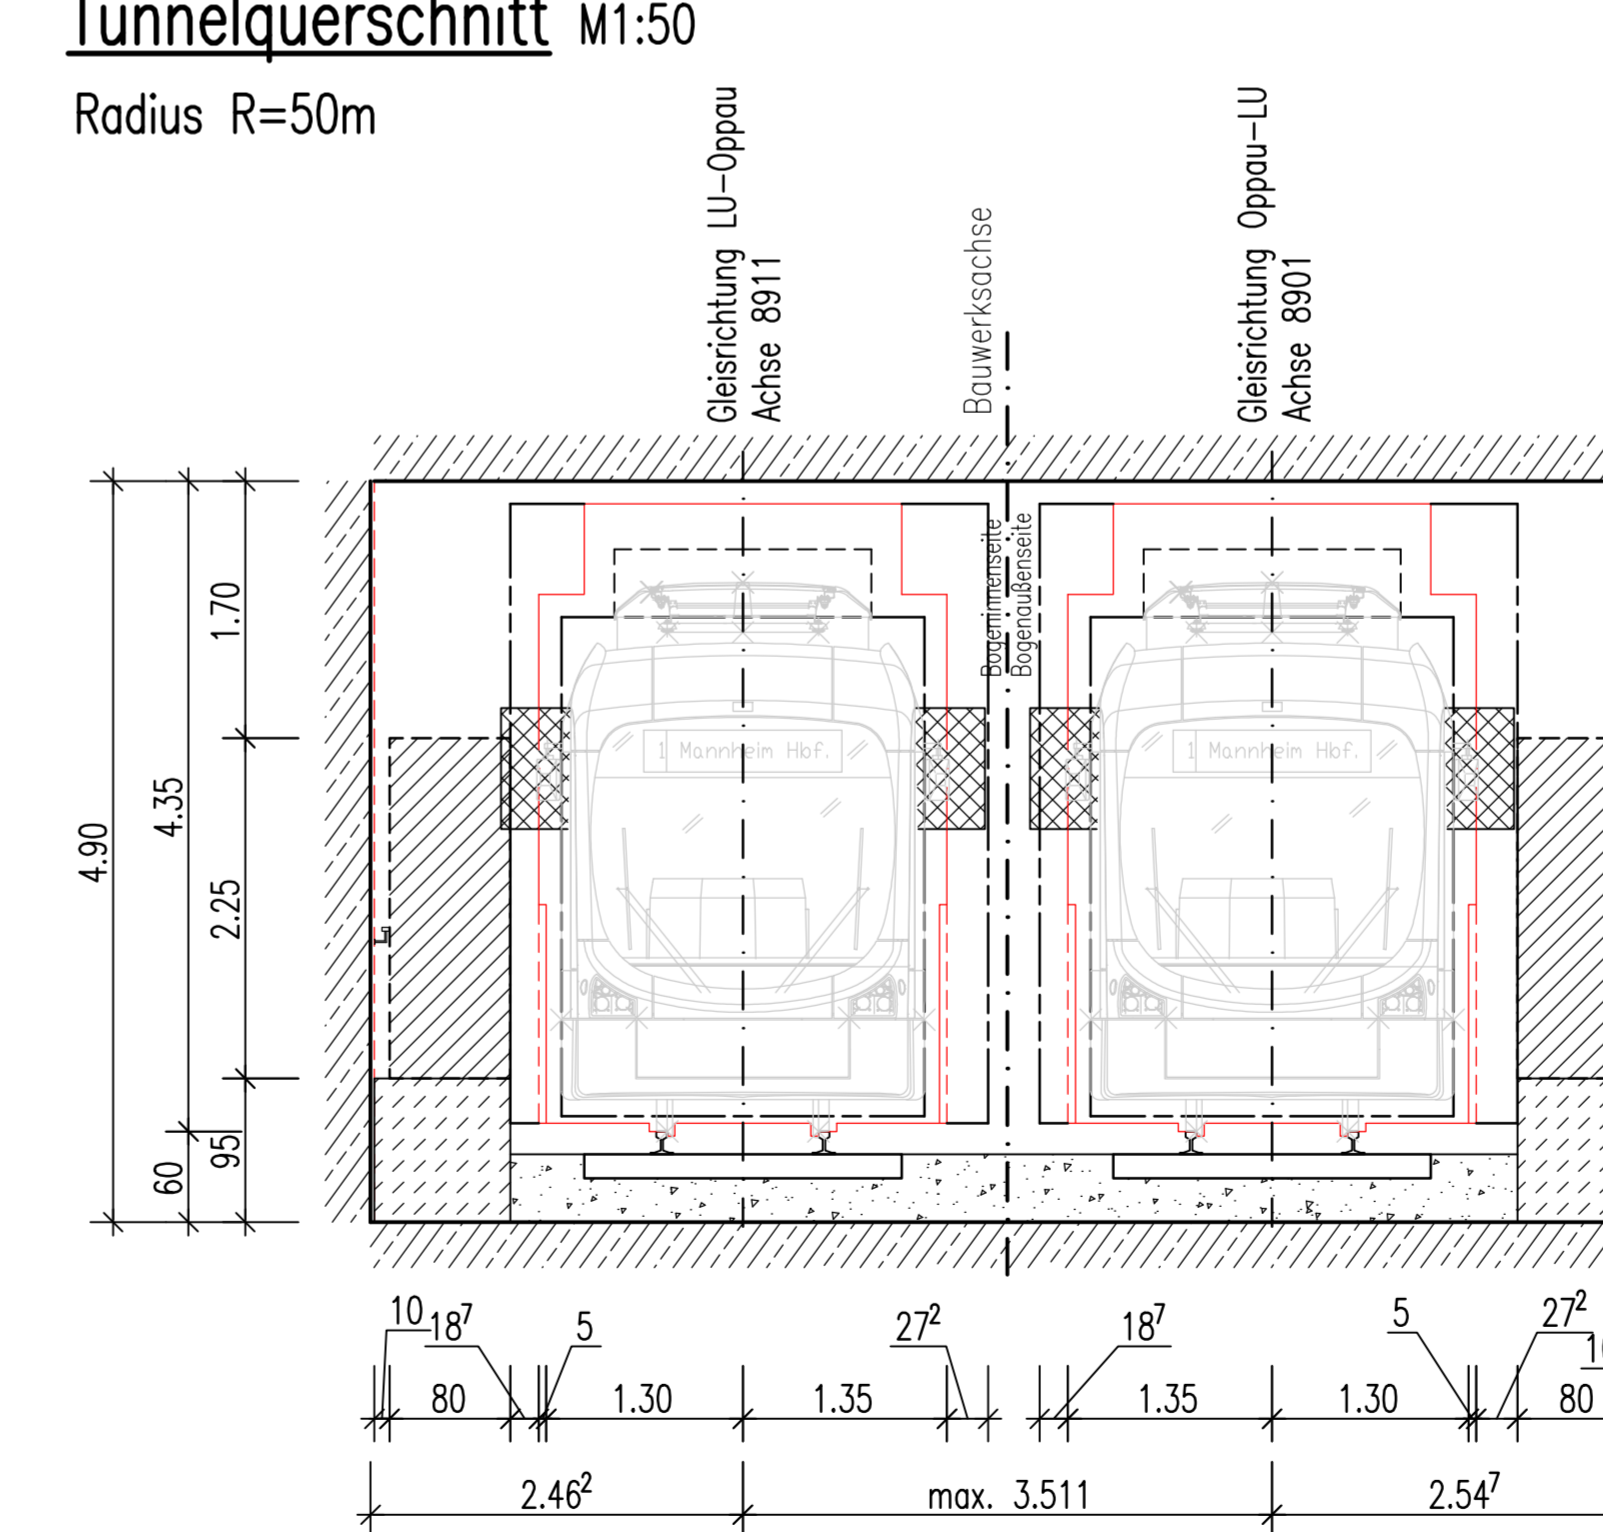 Tunnelquerschnitt M1:50
Radius R=50m
Gleisrichtung LU-Oppau
Achse 8911
Bauwerksachse
Gleisrichtung Oppau-LU
Achse 8901
Bogeninnenseite
Bogenaußenseite
1 Mannheim Hbf.
1 Mannheim Hbf.
4.90
4.35
60
1.70
2.25
95
10
18⁷
5
27²
18⁷
5
27²
80
1.30
1.35
1.35
1.30
80
2.46²
max. 3.511
2.54⁷